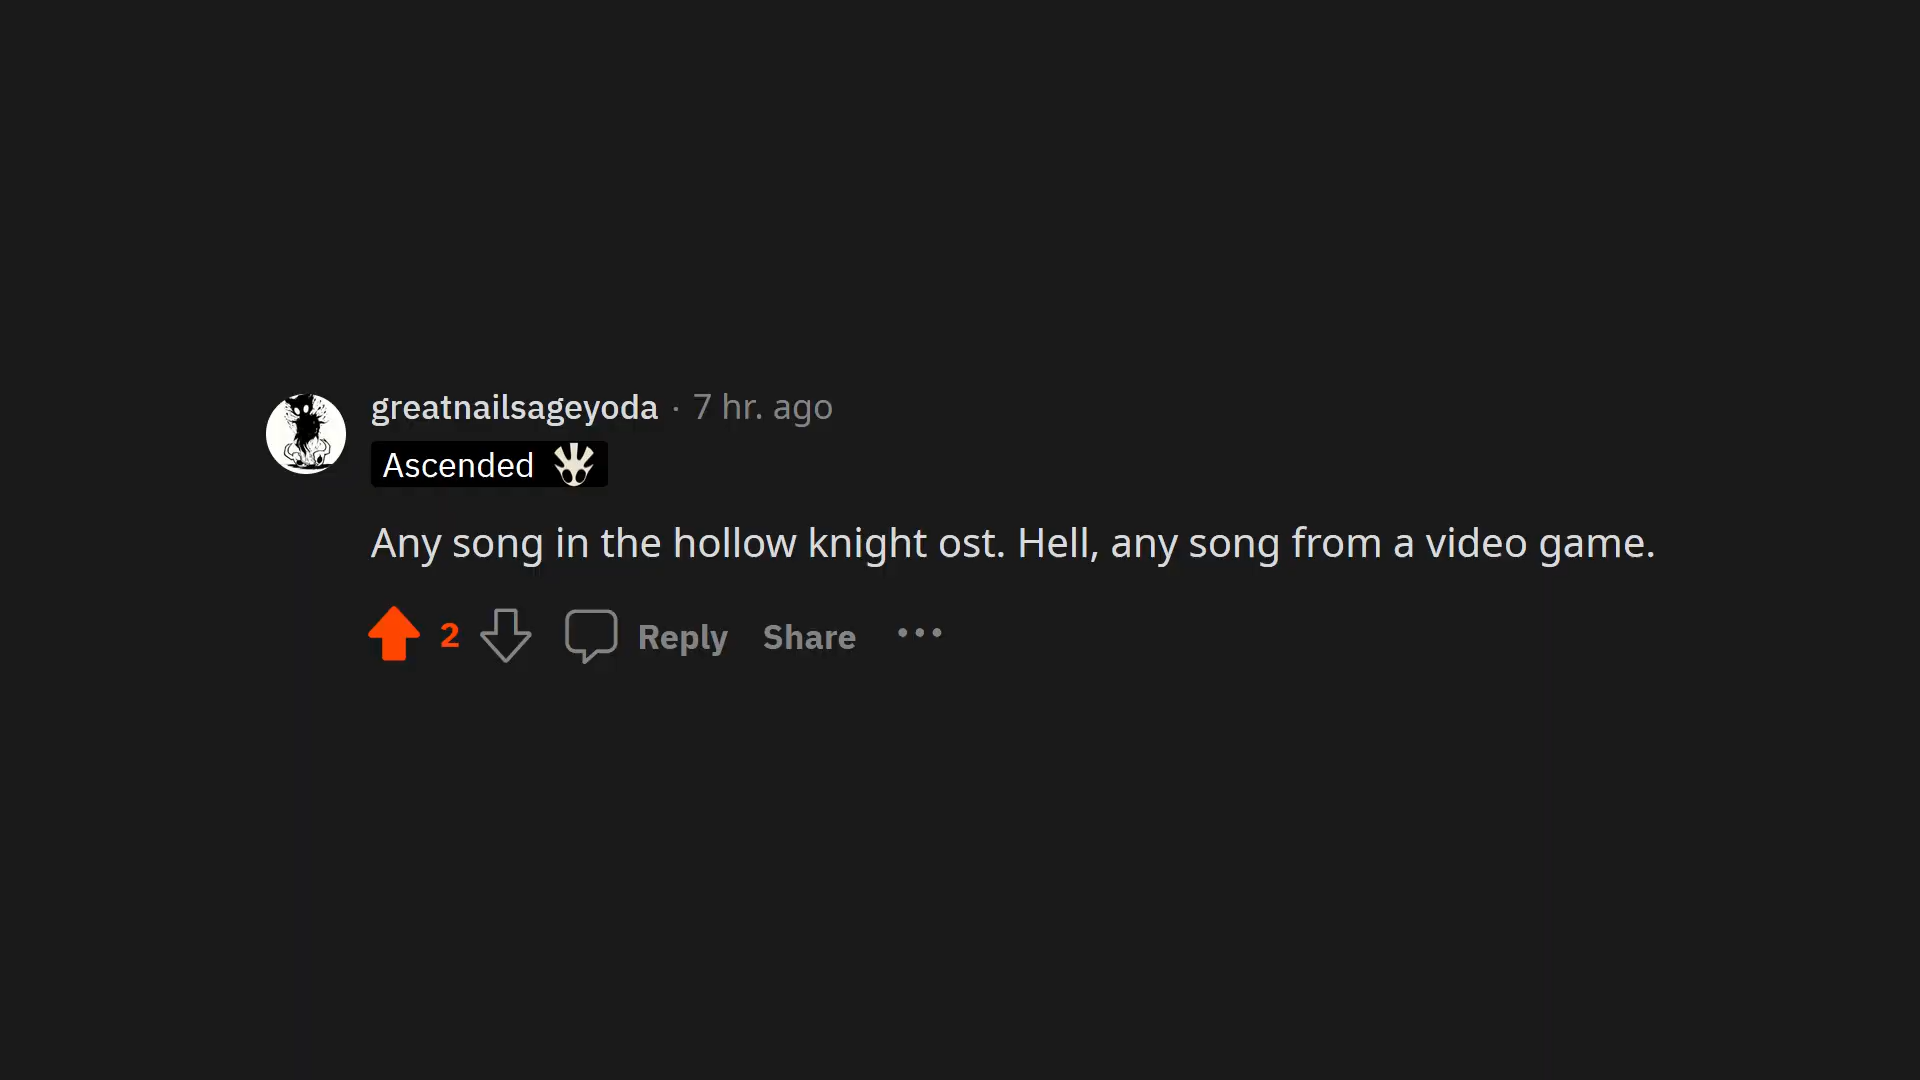 greatnailsageyoda · 7 hr. ago
Ascended
Any song in the hollow knight ost. Hell, any song from a video game.
2 Reply Share ···